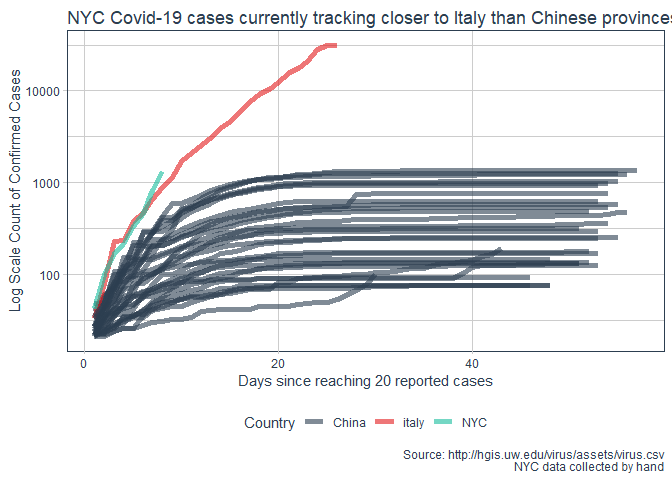 NYC Covid-19 cases currently tracking closer to Italy than Chinese provinces
Log Scale Count of Confirmed Cases
10000
1000
100
0
20
40
Days since reaching 20 reported cases
Country
China
italy
NYC
Source: http://hgis.uw.edu/virus/assets/virus.csv
NYC data collected by hand